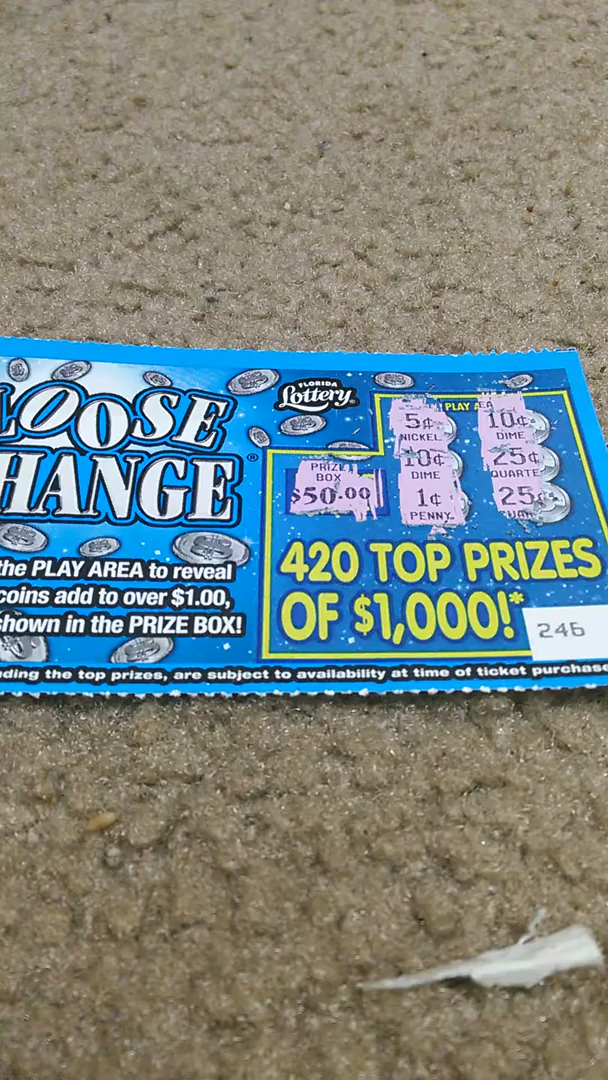 LOOSE
CHANGE®
FLORIDA
Lottery®
PLAY AREA
5¢ 10¢
NICKEL DIME
10¢ 25¢
DIME QUARTE
1¢ 25¢
PENNY
PRIZE
BOX
$50.00
the PLAY AREA to reveal
coins add to over $1.00,
shown in the PRIZE BOX!
420 TOP PRIZES
OF $1,000!*
246
ding the top prizes, are subject to availability at time of ticket purchase